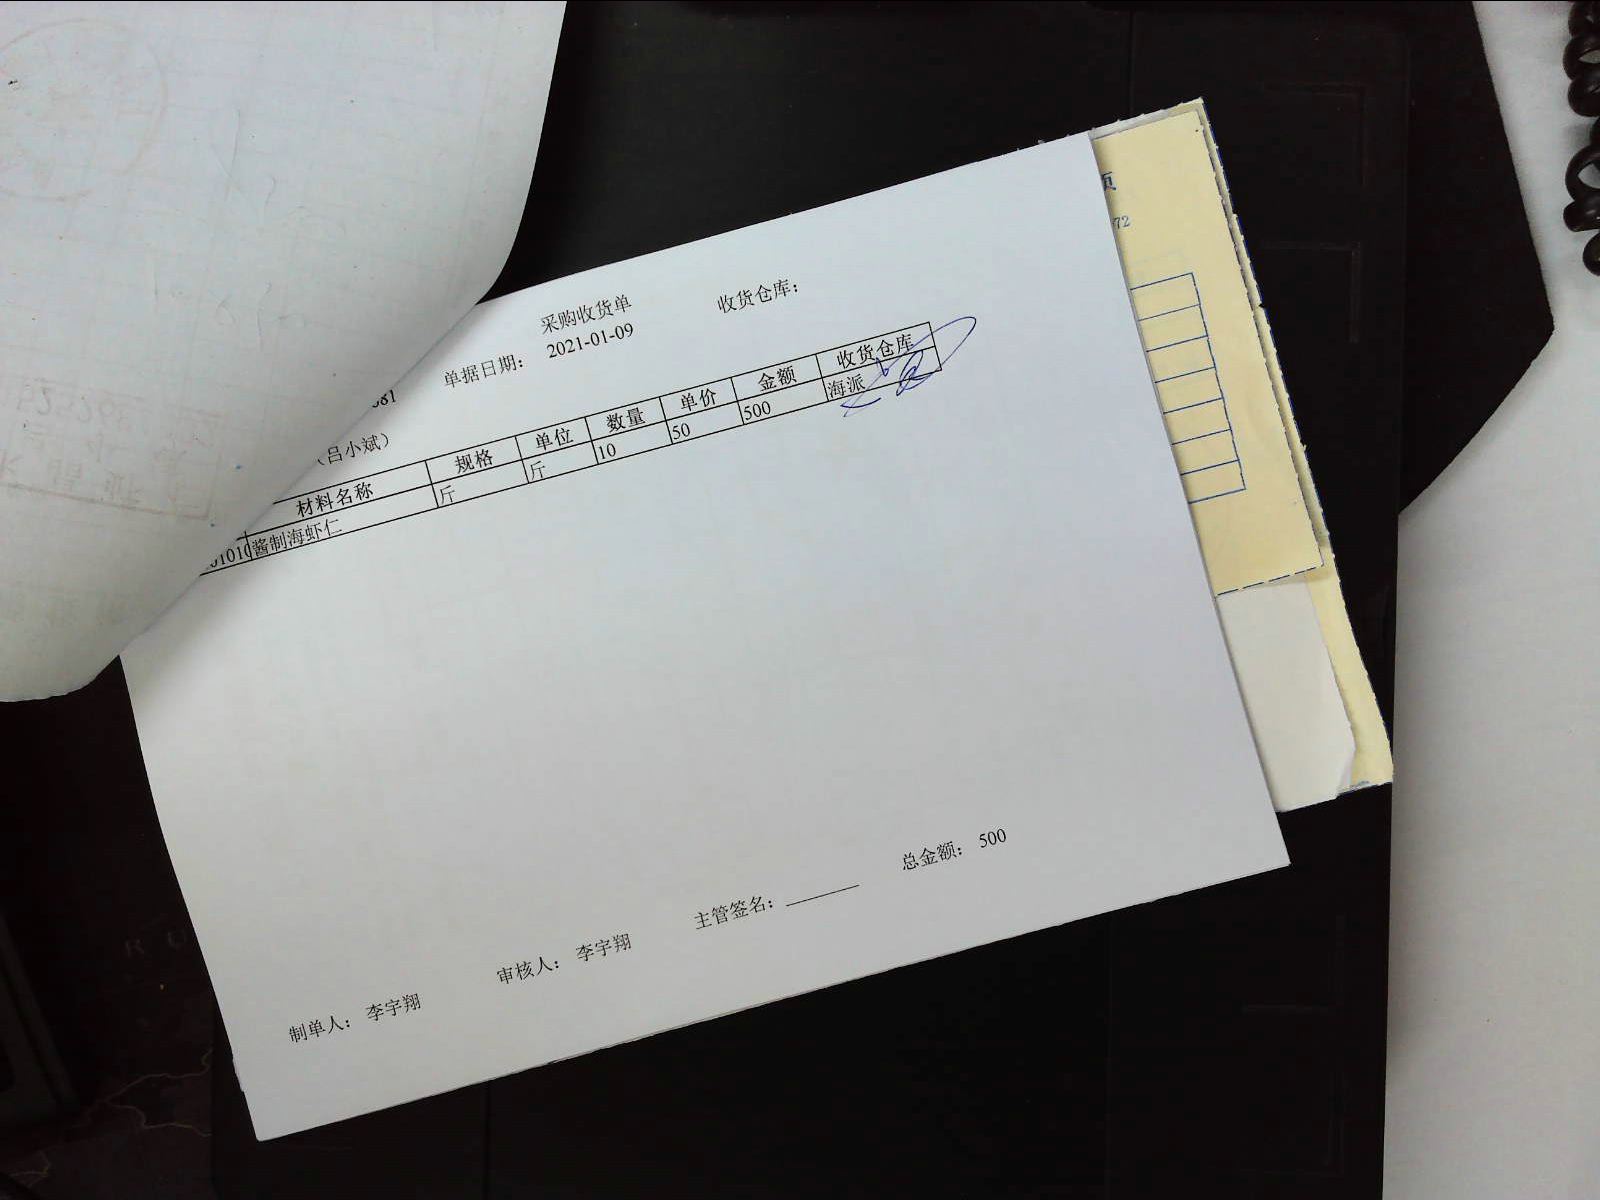 采购收货单
收货仓库：
单据日期： 2021-01-09
081
（吕小斌）
材料名称 规格 单位 数量 单价 金额 收货仓库
01010 酱制海虾仁 斤 斤 10 50 500 海派
总金额： 500
主管签名：
审核人： 李宇翔
制单人： 李宇翔
页
72